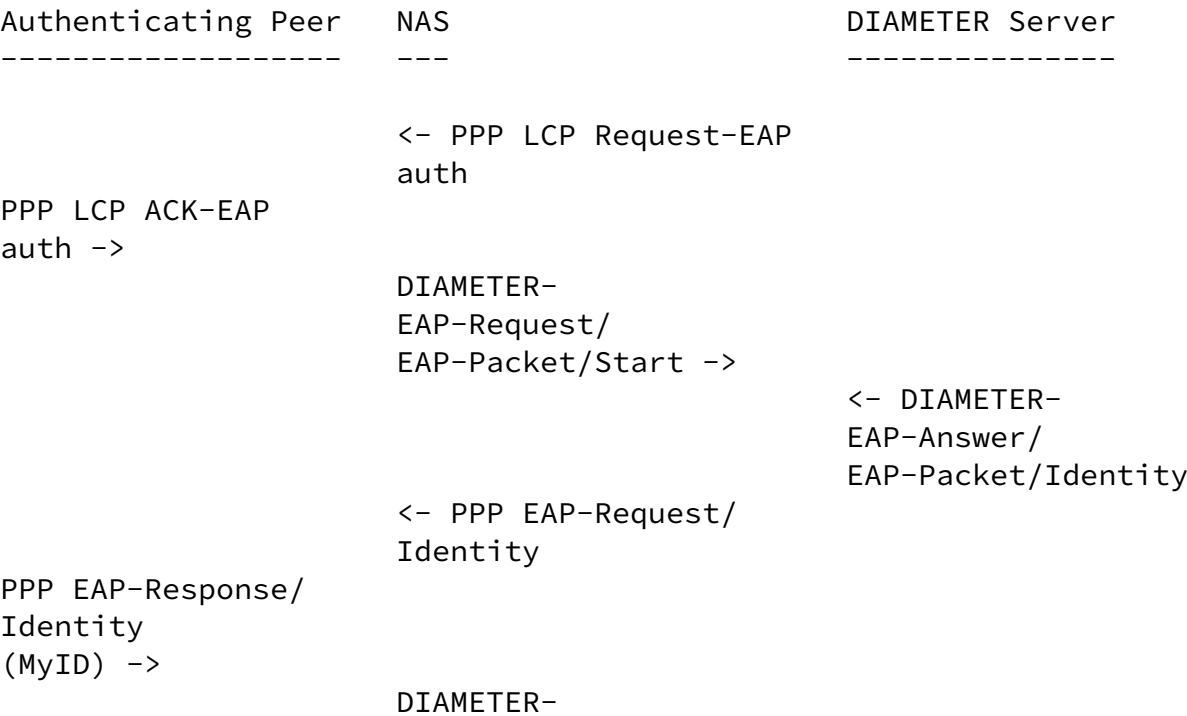 Authenticating Peer   NAS                      DIAMETER Server
-------------------   ---                      ---------------
                      <- PPP LCP Request-EAP
                      auth
PPP LCP ACK-EAP
auth ->
                      DIAMETER-
                      EAP-Request/
                      EAP-Packet/Start ->
                                               <- DIAMETER-
                                               EAP-Answer/
                                               EAP-Packet/Identity
                      <- PPP EAP-Request/
                      Identity
PPP EAP-Response/
Identity
(MyID) ->
                      DIAMETER-